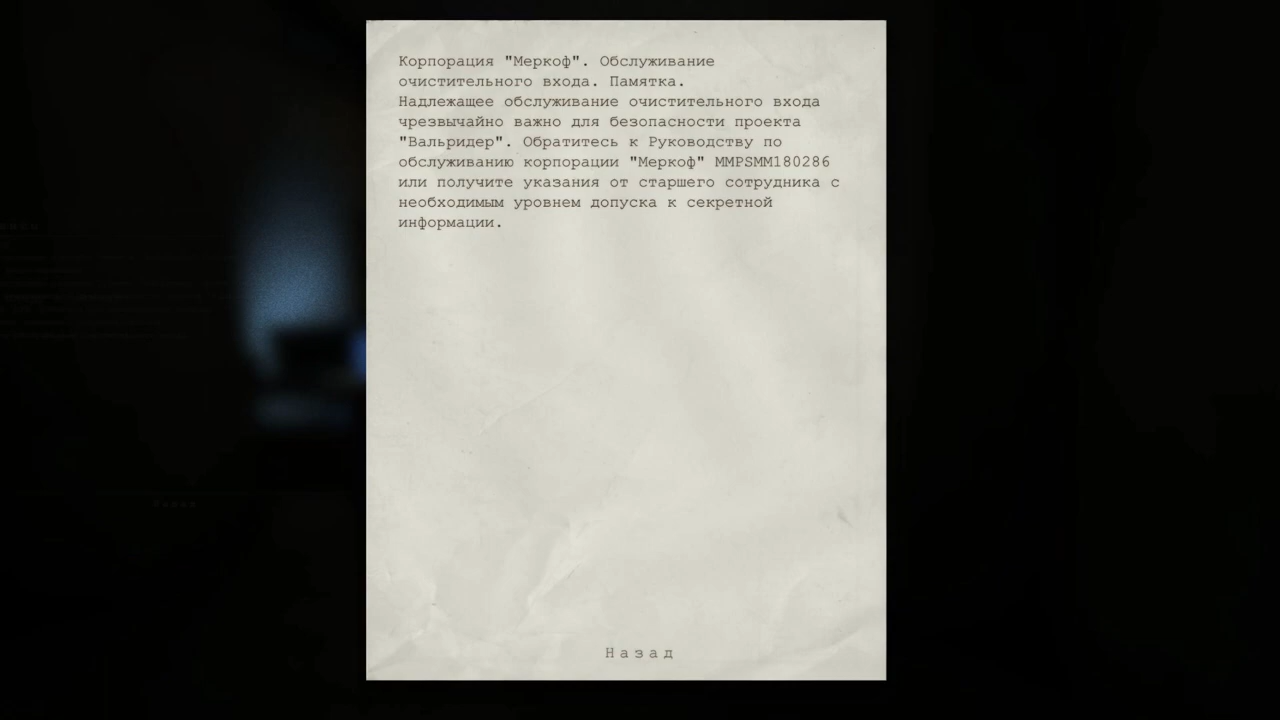 Корпорация "Меркоф". Обслуживание
очистительного входа. Памятка.
Надлежащее обслуживание очистительного входа
чрезвычайно важно для безопасности проекта
"Вальридер". Обратитесь к Руководству по
обслуживанию корпорации "Меркоф" MMPSMM180286
или получите указания от старшего сотрудника с
необходимым уровнем допуска к секретной
информации.
Назад